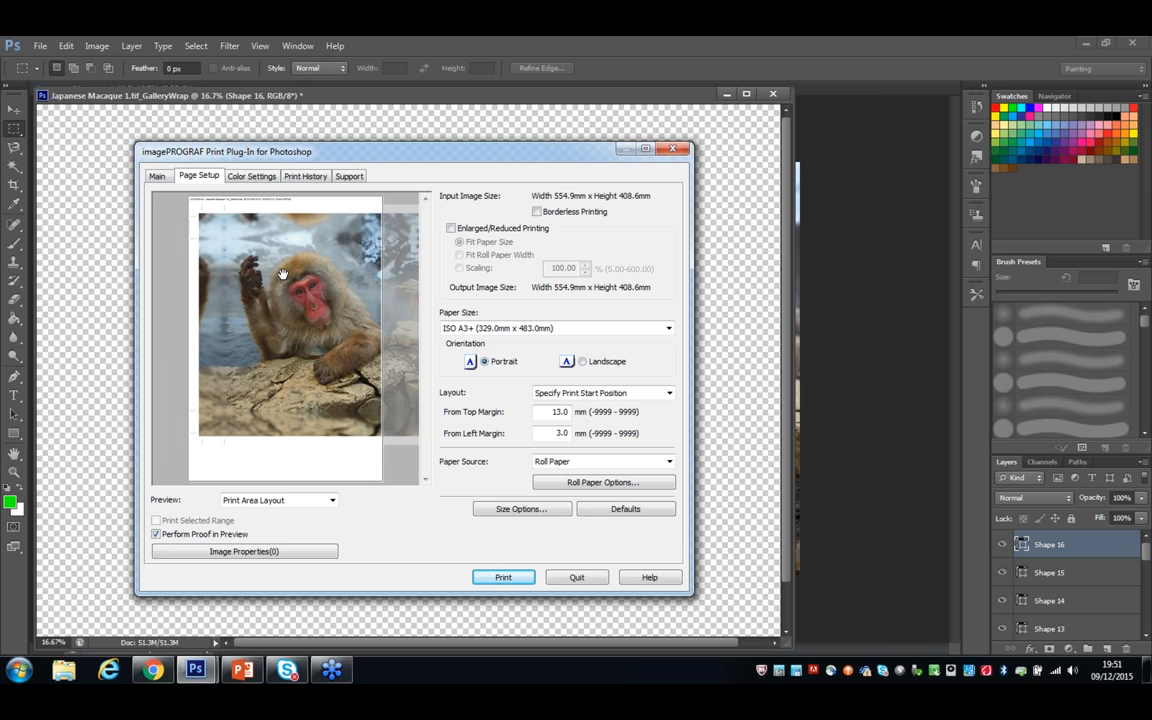 Ps File Edit Image Layer Type Select Filter View Window Help
Feather: 0 px Anti-alias Style: Normal Width: Height: Refine Edge... Painting
Japanese Macaque 1.tif_GalleryWrap @ 16.7% (Shape 16, RGB/8*) *
Swatches Navigator
imagePROGRAF Print Plug-In for Photoshop
Main Page Setup Color Settings Print History Support
Input Image Size: Width 554.9mm x Height 408.6mm
Borderless Printing
Enlarged/Reduced Printing
Fit Paper Size
Fit Roll Paper Width
Scaling: 100.00 % (5.00-600.00)
Output Image Size: Width 554.9mm x Height 408.6mm
Paper Size:
ISO A3+ (329.0mm x 483.0mm)
Orientation
A Portrait A Landscape
Layout: Specify Print Start Position
From Top Margin: 13.0 mm (-9999 - 9999)
From Left Margin: 3.0 mm (-9999 - 9999)
Paper Source: Roll Paper
Roll Paper Options...
Size Options... Defaults
Preview: Print Area Layout
Print Selected Range
Perform Proof in Preview
Image Properties(0)
Print Quit Help
Brush Presets
Size:
Layers Channels Paths
Kind
Normal Opacity: 100%
Lock: Fill: 100%
Shape 16
Shape 15
Shape 14
Shape 13
16.67% Doc: 51.3M/51.3M
19:51
09/12/2015